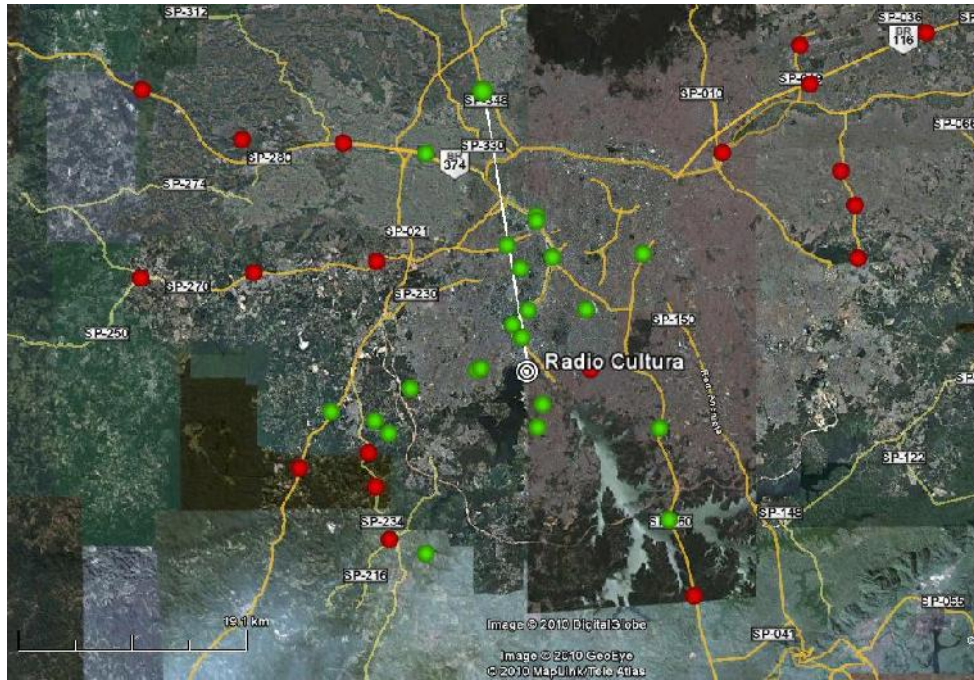 SP-312
SP-036
BR
116
SP-348
SP-010
SP-066
SP-330
SP-280
BR
374
SP-274
SP-021
SP-270
SP-230
SP-250
SP-150
Radio Cultura
SP-122
SP-148
SP-234
SP-216
19.1 km
Image © 2010 DigitalGlobe
SP-055
SP-041
Image © 2010 GeoEye
© 2010 MapLink/Tele Atlas